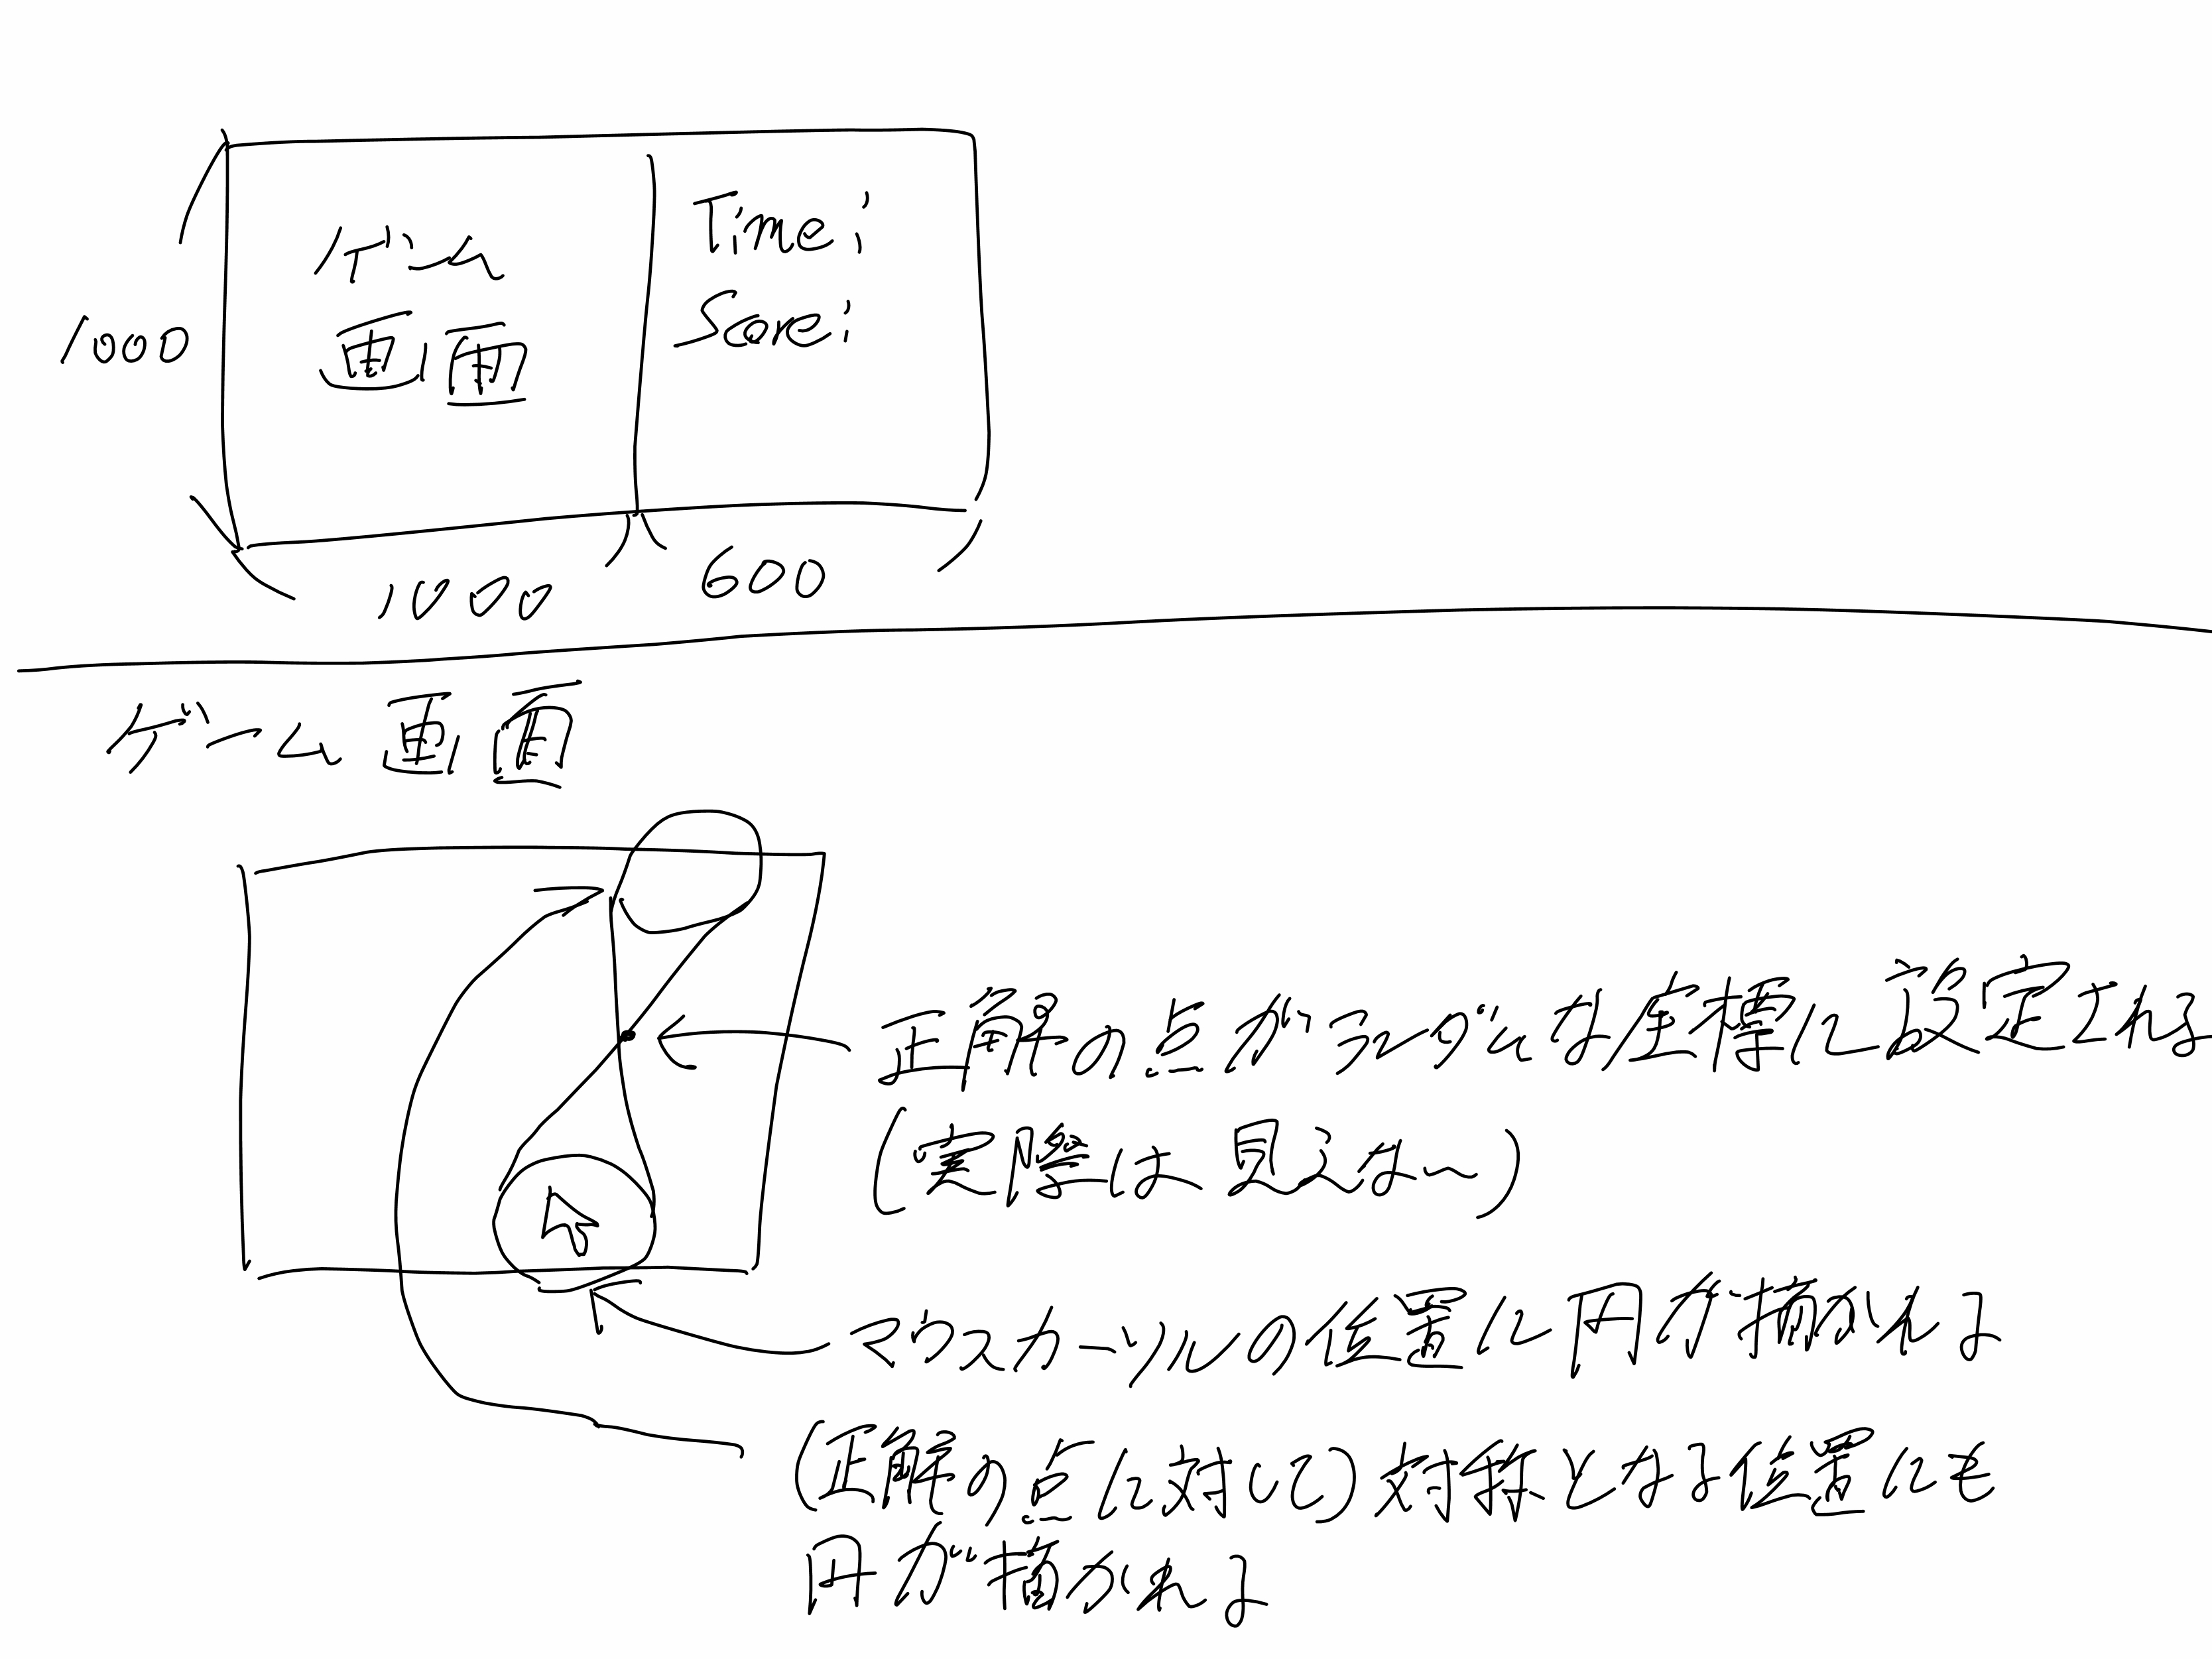 ゲーム
画面
Time:
Score:
1000
1000
600
ゲーム画面
正解の点がランダムな座標に設定される
(実際は見えない)
マウスカーソルの位置に円が描かれる
(正解の点に対して)対称となる位置にも
円が描かれる